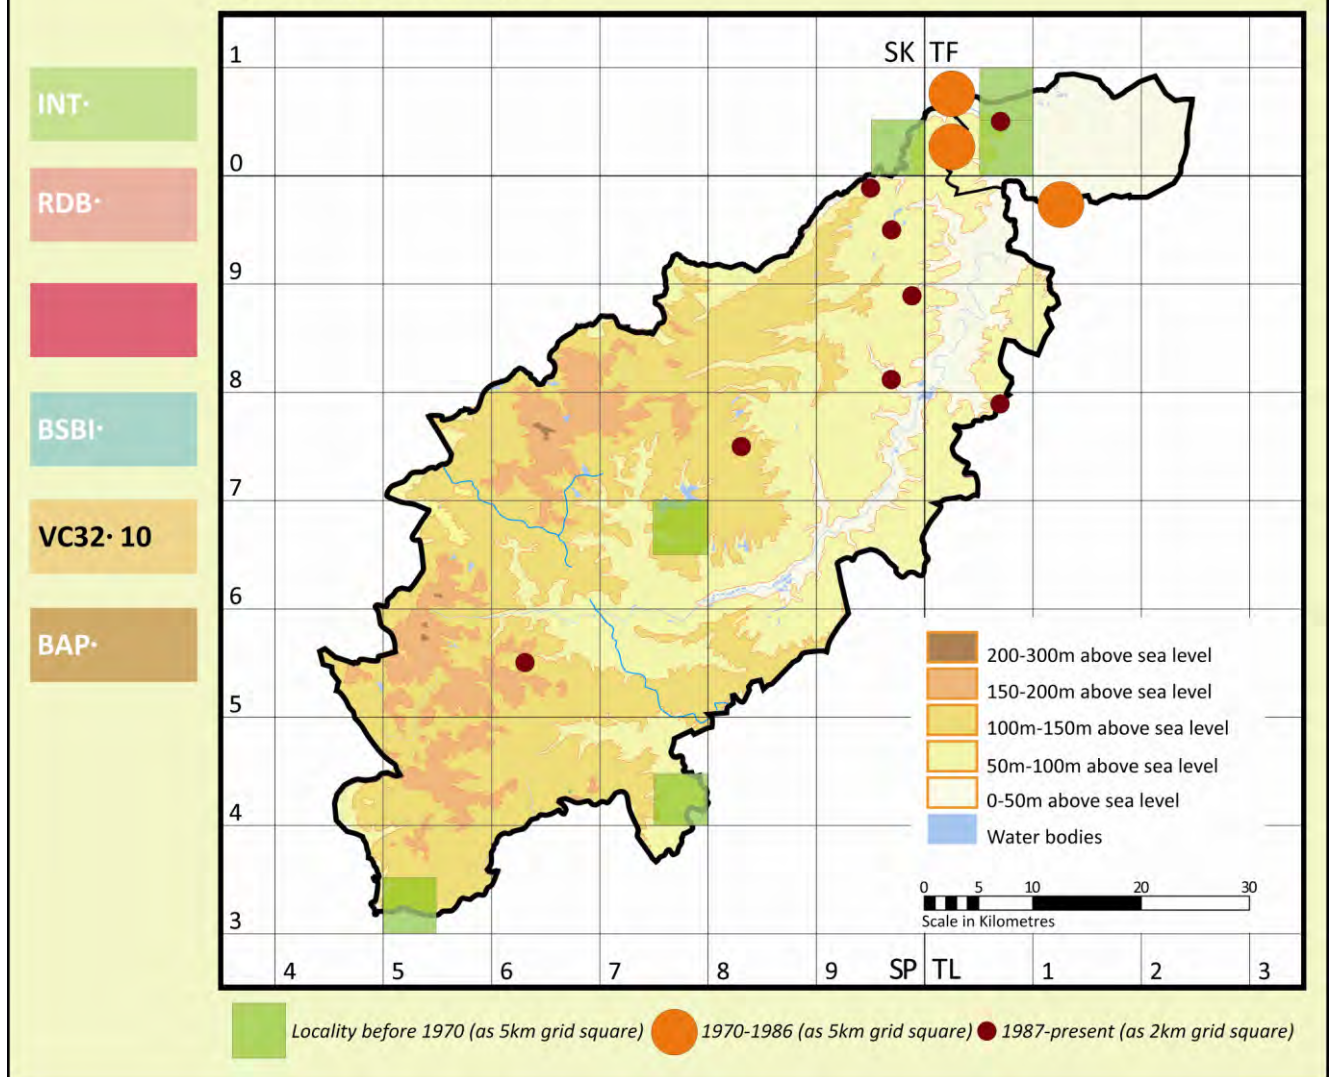 INT·
RDB·
BSBI·
VC32· 10
BAP·
SK TF
1
0
9
8
7
6
5
4
3
200-300m above sea level
150-200m above sea level
100m-150m above sea level
50m-100m above sea level
0-50m above sea level
Water bodies
0 5 10 20 30
Scale in Kilometres
4 5 6 7 8 9 SP TL 1 2 3
Locality before 1970 (as 5km grid square) 1970-1986 (as 5km grid square) 1987-present (as 2km grid square)